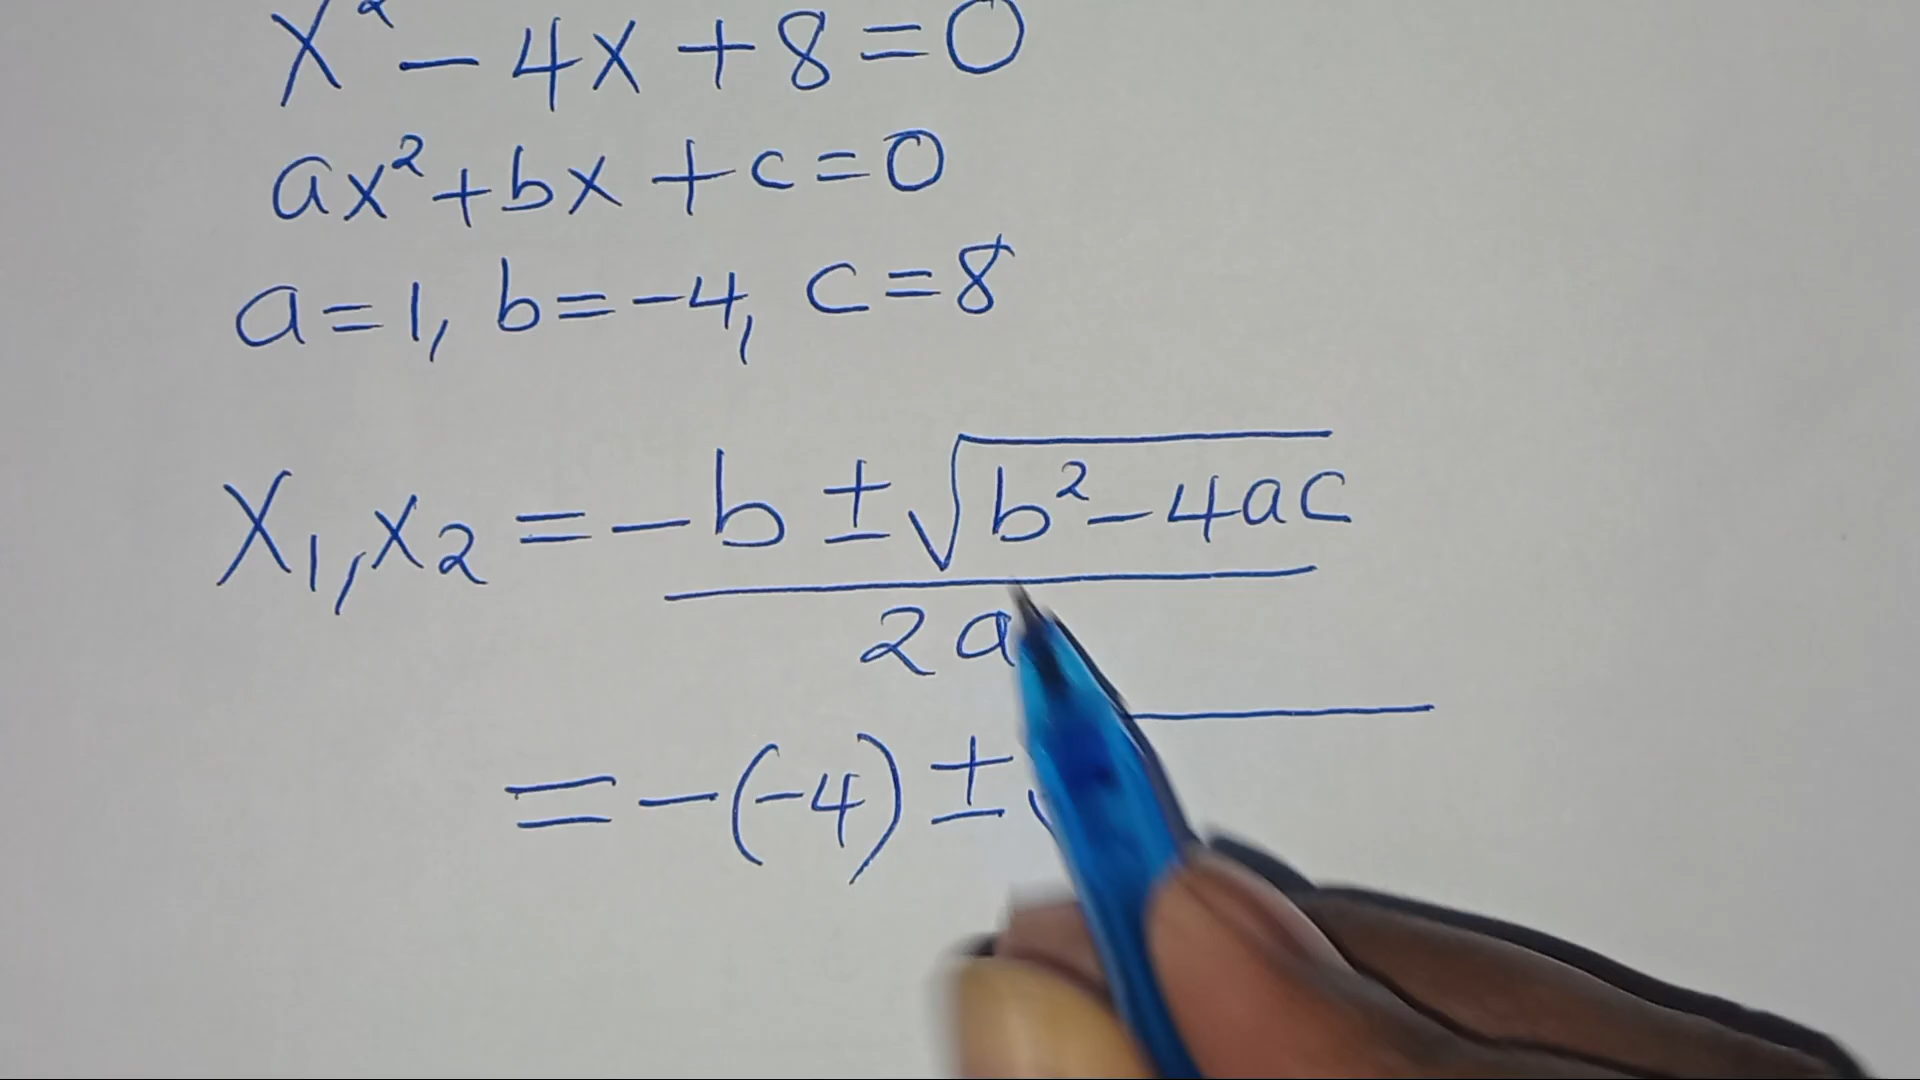 x² - 4x + 8 = 0
ax² + bx + c = 0
a = 1, b = -4, c = 8
x₁, x₂ = -b ± √(b² - 4ac)
2a
= -(-4) ± √